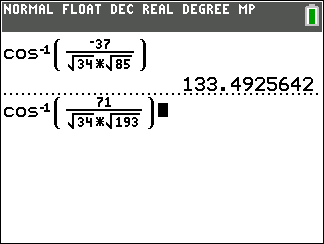 NORMAL FLOAT DEC REAL DEGREE MP
cos⁻¹(⁻37/(√34*√85))
133.4925642
cos⁻¹(71/(√34*√193))